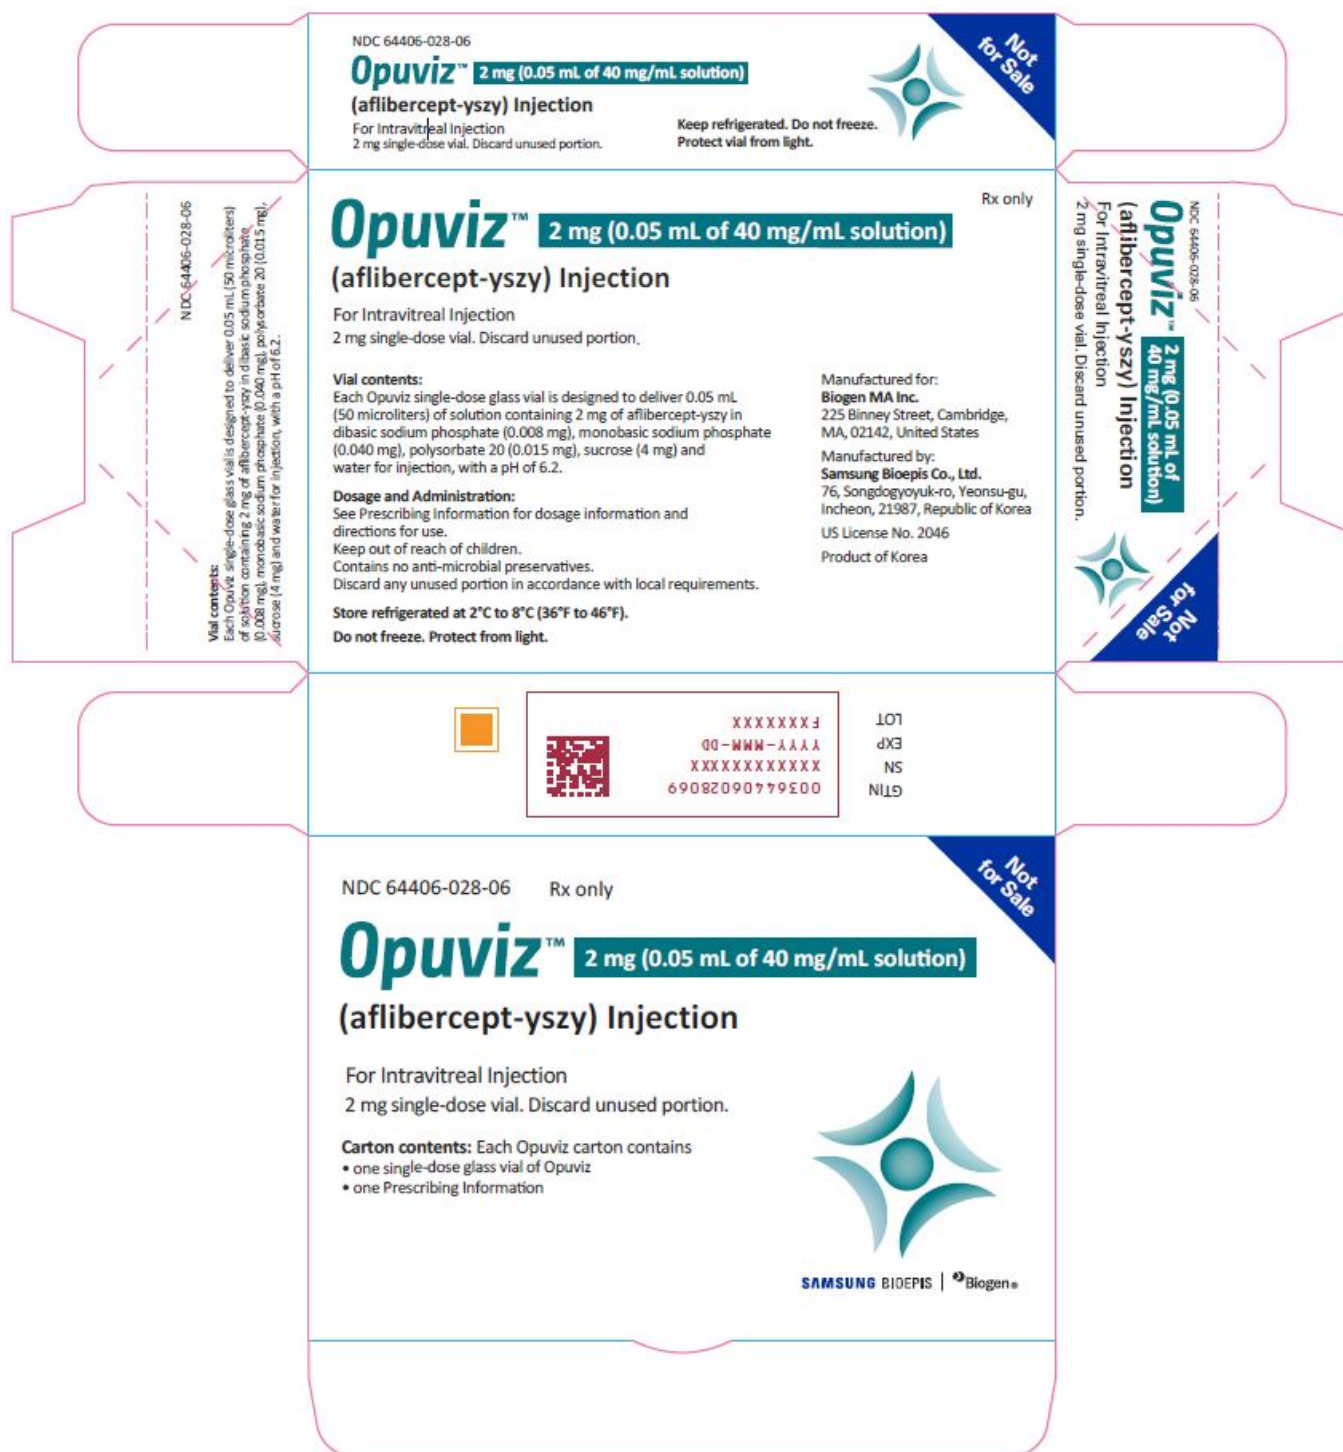 NDC 64406-028-06
Opuviz™ 2 mg (0.05 mL of 40 mg/mL solution)
(aflibercept-yszy) Injection
For Intravitreal Injection
2 mg single-dose vial. Discard unused portion.
Keep refrigerated. Do not freeze.
Protect vial from light.
Not
for Sale
NDC 64406-028-06
Vial contents:
Each Opuviz single-dose glass vial is designed to deliver 0.05 mL (50 microliters)
of solution containing 2 mg of aflibercept-yszy in dibasic sodium phosphate
(0.008 mg), monobasic sodium phosphate (0.040 mg), polysorbate 20 (0.015 mg),
sucrose (4 mg) and water for injection, with a pH of 6.2.
Rx only
Opuviz™ 2 mg (0.05 mL of 40 mg/mL solution)
(aflibercept-yszy) Injection
For Intravitreal Injection
2 mg single-dose vial. Discard unused portion.
Vial contents:
Each Opuviz single-dose glass vial is designed to deliver 0.05 mL
(50 microliters) of solution containing 2 mg of aflibercept-yszy in
dibasic sodium phosphate (0.008 mg), monobasic sodium phosphate
(0.040 mg), polysorbate 20 (0.015 mg), sucrose (4 mg) and
water for injection, with a pH of 6.2.
Dosage and Administration:
See Prescribing Information for dosage information and
directions for use.
Keep out of reach of children.
Contains no anti-microbial preservatives.
Discard any unused portion in accordance with local requirements.
Store refrigerated at 2°C to 8°C (36°F to 46°F).
Do not freeze. Protect from light.
Manufactured for:
Biogen MA Inc.
225 Binney Street, Cambridge,
MA, 02142, United States
Manufactured by:
Samsung Bioepis Co., Ltd.
76, Songdogyoyuk-ro, Yeonsu-gu,
Incheon, 21987, Republic of Korea
US License No. 2046
Product of Korea
NDC 64406-028-06
Opuviz™ 2 mg (0.05 mL of
40 mg/mL solution)
(aflibercept-yszy) Injection
For Intravitreal Injection
2 mg single-dose vial. Discard unused portion.
Not
for Sale
GTIN 00364406028069
SN XXXXXXXXXXXX
EXP YYYY-MMM-DD
LOT FXXXXXXX
NDC 64406-028-06 Rx only
Not
for Sale
Opuviz™ 2 mg (0.05 mL of 40 mg/mL solution)
(aflibercept-yszy) Injection
For Intravitreal Injection
2 mg single-dose vial. Discard unused portion.
Carton contents: Each Opuviz carton contains
• one single-dose glass vial of Opuviz
• one Prescribing Information
SAMSUNG BIOEPIS | Biogen®